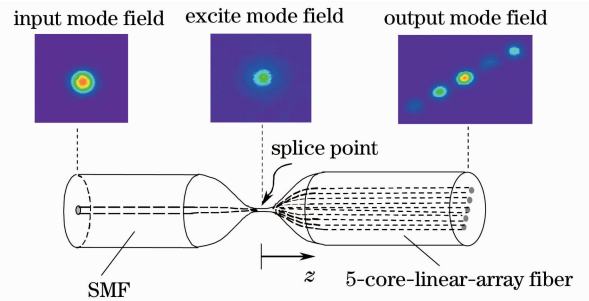 input mode field
excite mode field
output mode field
splice point
z
SMF
5-core-linear-array fiber